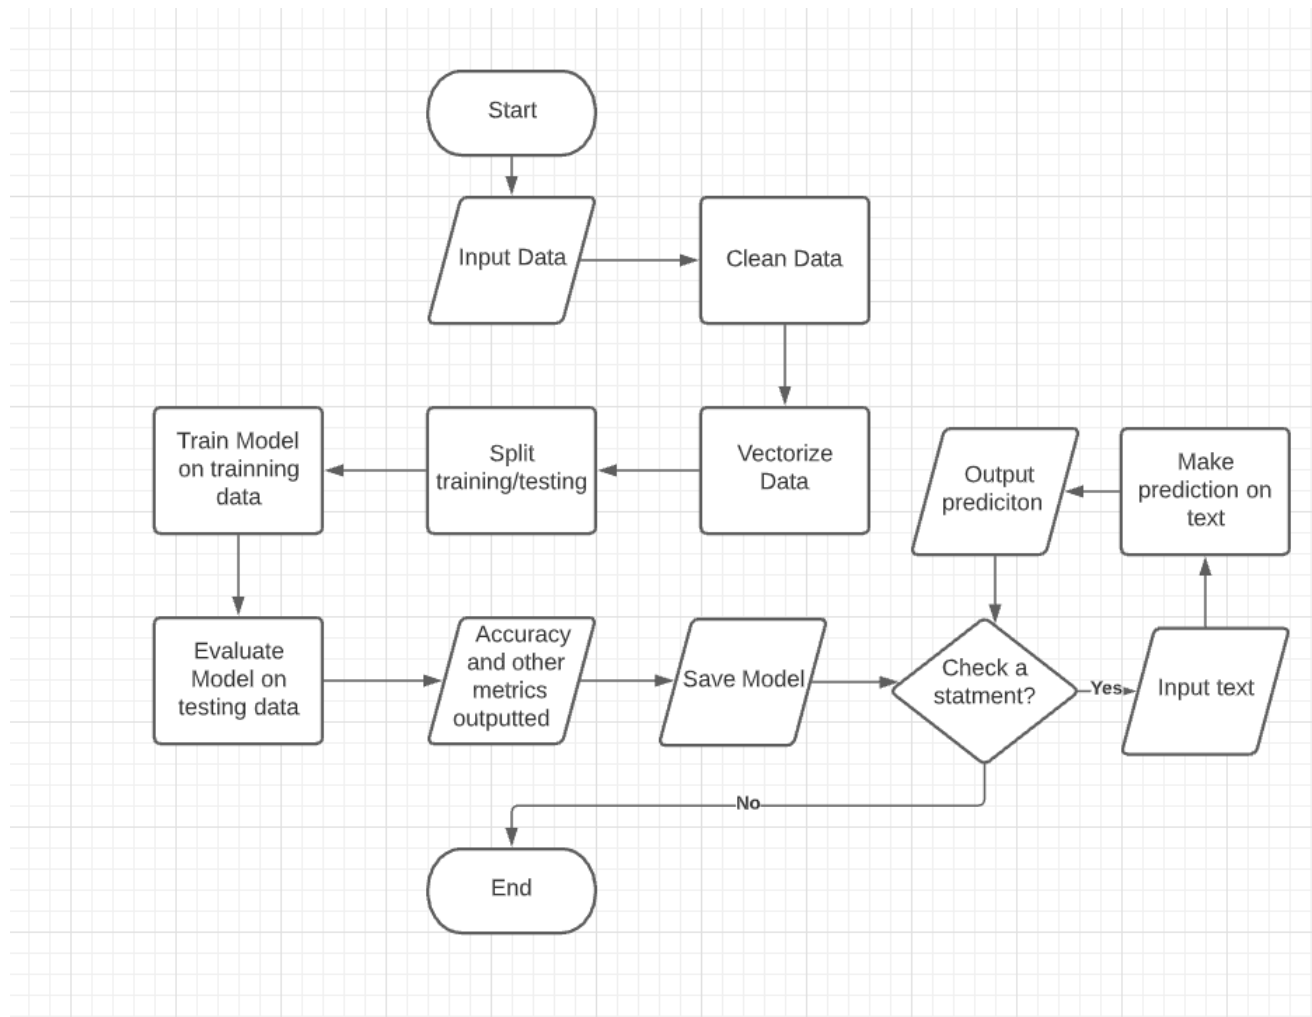 Start
Input Data
Clean Data
Train Model
on trainning
data
Split
training/testing
Vectorize
Data
Output
prediciton
Make
prediction on
text
Evaluate
Model on
testing data
Accuracy
and other
metrics
outputted
Save Model
Check a
statment?
Yes
Input text
No
End